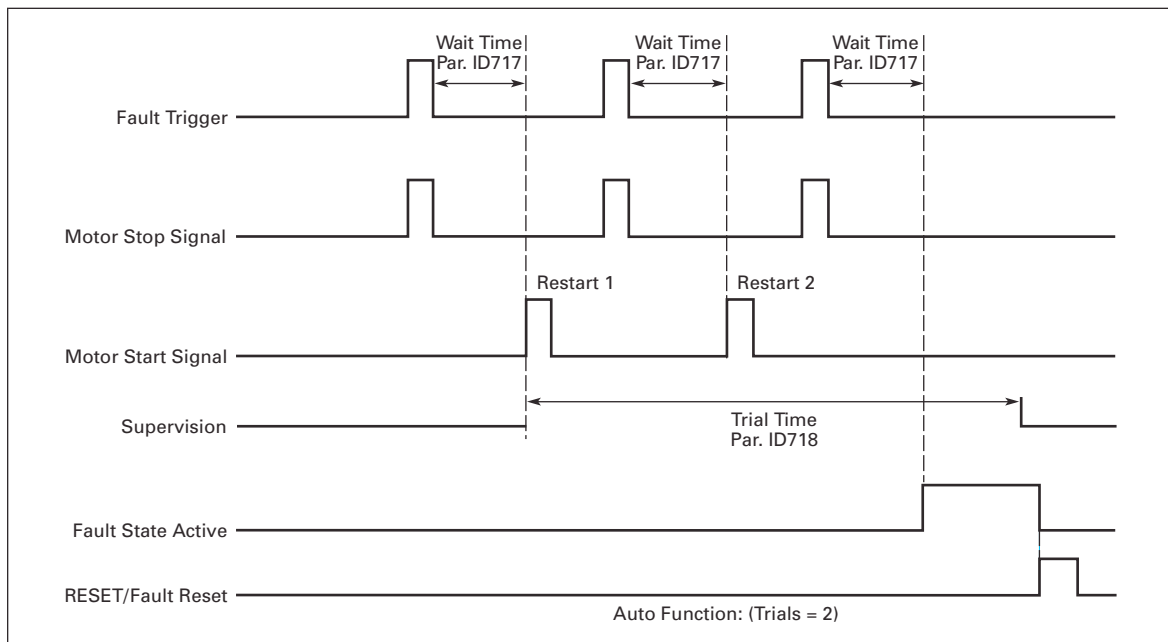 Wait Time
Par. ID717
Wait Time
Par. ID717
Wait Time
Par. ID717
Fault Trigger
Motor Stop Signal
Restart 1
Restart 2
Motor Start Signal
Supervision
Trial Time
Par. ID718
Fault State Active
RESET/Fault Reset
Auto Function: (Trials = 2)